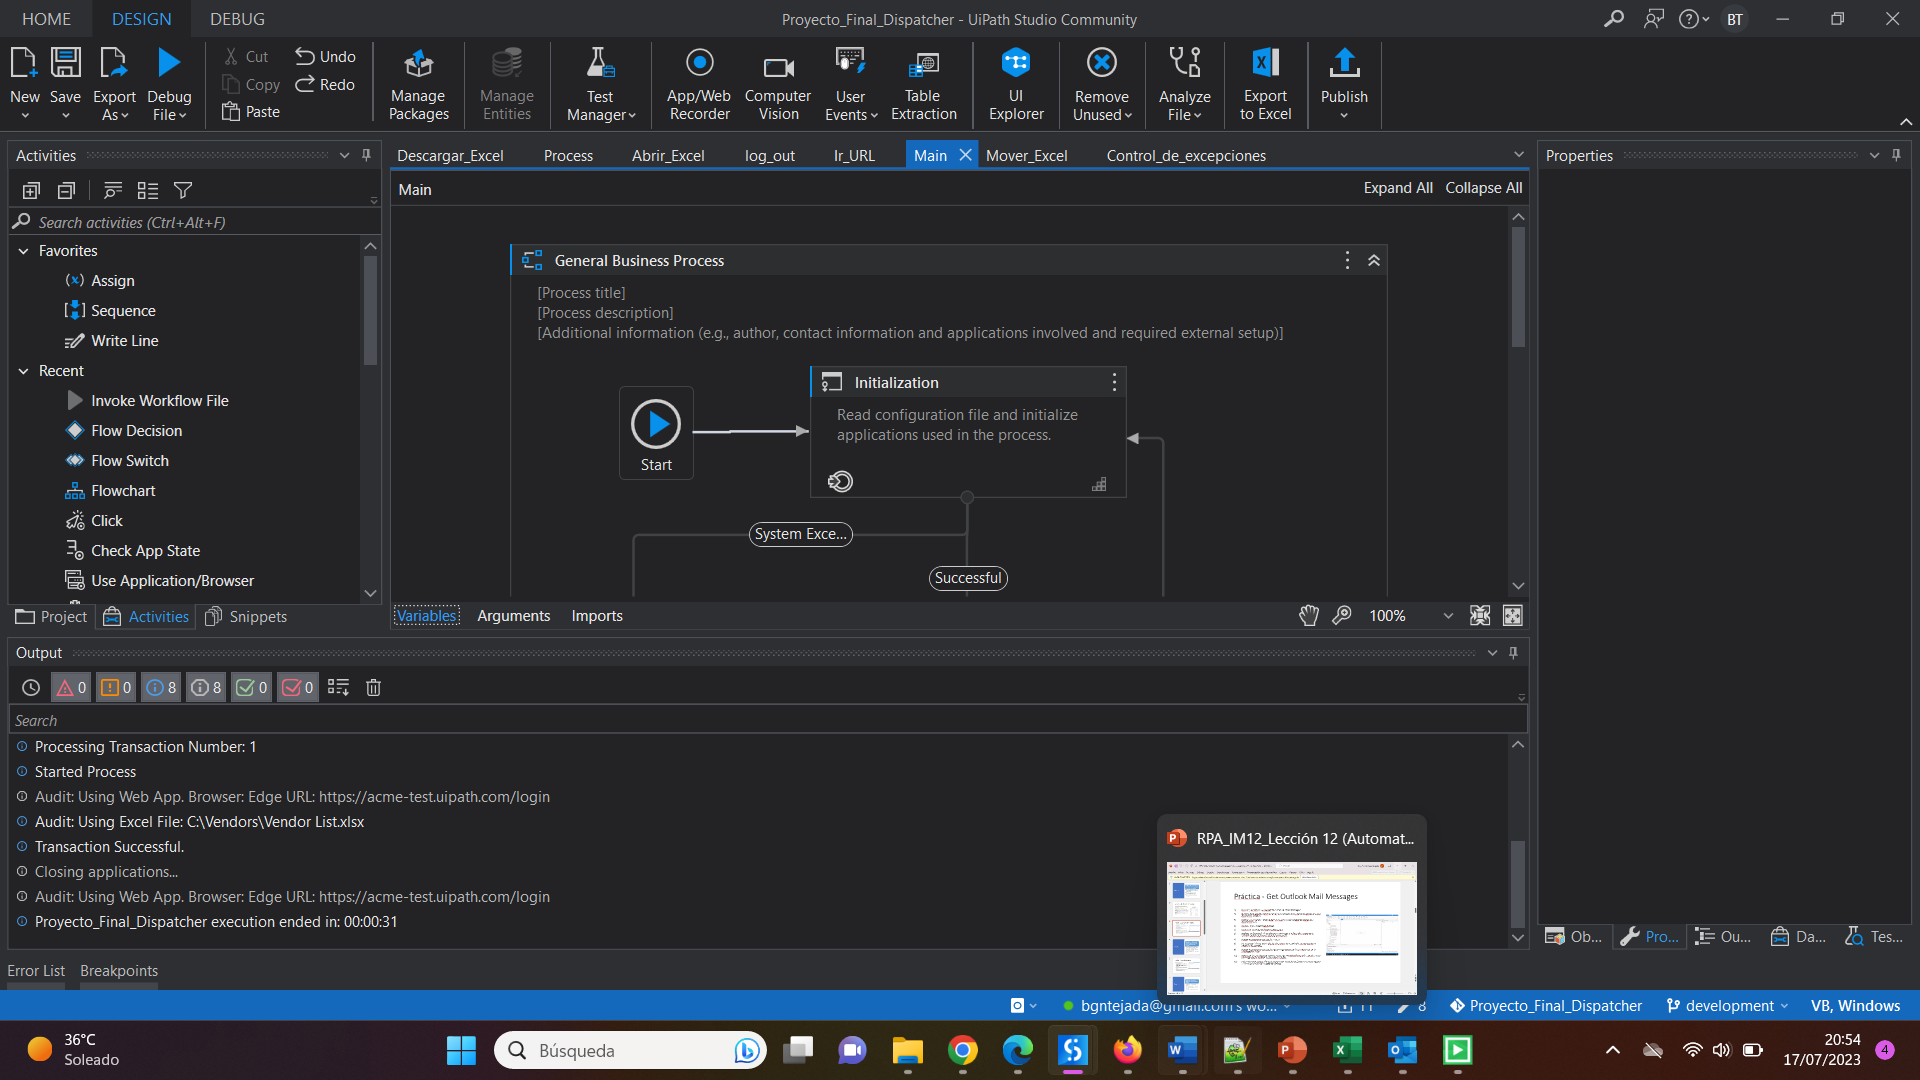 HOME DESIGN DEBUG
Proyecto_Final_Dispatcher - UiPath Studio Community
BT
New
Save
Export As
Debug File
Cut
Copy
Paste
Undo
Redo
Manage Packages
Manage Entities
Test Manager
App/Web Recorder
Computer Vision
User Events
Table Extraction
UI Explorer
Remove Unused
Analyze File
Export to Excel
Publish
Activities
Search activities (Ctrl+Alt+F)
Favorites
Assign
Sequence
Write Line
Recent
Invoke Workflow File
Flow Decision
Flow Switch
Flowchart
Click
Check App State
Use Application/Browser
Project Activities Snippets
Descargar_Excel Process Abrir_Excel log_out Ir_URL Main Mover_Excel Control_de_excepciones
Main
Expand All Collapse All
General Business Process
[Process title]
[Process description]
[Additional information (e.g., author, contact information and applications involved and required external setup)]
Start
Initialization
Read configuration file and initialize
applications used in the process.
System Exce...
Successful
Variables Arguments Imports
100%
Properties
Output
0 0 8 8 0 0
Search
Processing Transaction Number: 1
Started Process
Audit: Using Web App. Browser: Edge URL: https://acme-test.uipath.com/login
Audit: Using Excel File: C:\Vendors\Vendor List.xlsx
Transaction Successful.
Closing applications...
Audit: Using Web App. Browser: Edge URL: https://acme-test.uipath.com/login
Proyecto_Final_Dispatcher execution ended in: 00:00:31
RPA_IM12_Lección 12 (Automat...
Práctica - Get Outlook Mail Messages
Ob... Pro... Ou... Da... Tes...
Error List Breakpoints
bgntejada@gmail.com's wo...
11 8
Proyecto_Final_Dispatcher
development
VB, Windows
36°C
Soleado
Búsqueda
20:54
17/07/2023
4